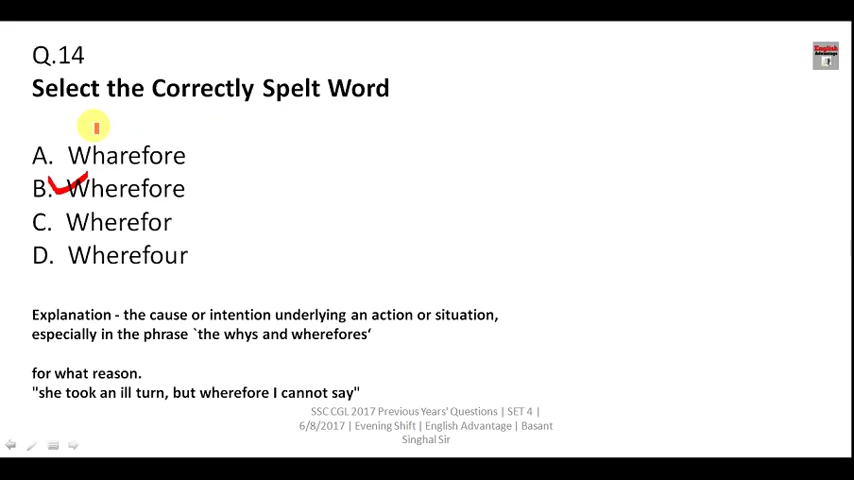 Q.14
English
Advantage
Select the Correctly Spelt Word
A. Wharefore
B. Wherefore
C. Wherefor
D. Wherefour
Explanation - the cause or intention underlying an action or situation,
especially in the phrase `the whys and wherefores‘
for what reason.
"she took an ill turn, but wherefore I cannot say"
SSC CGL 2017 Previous Years' Questions | SET 4 |
6/8/2017 | Evening Shift | English Advantage | Basant
Singhal Sir